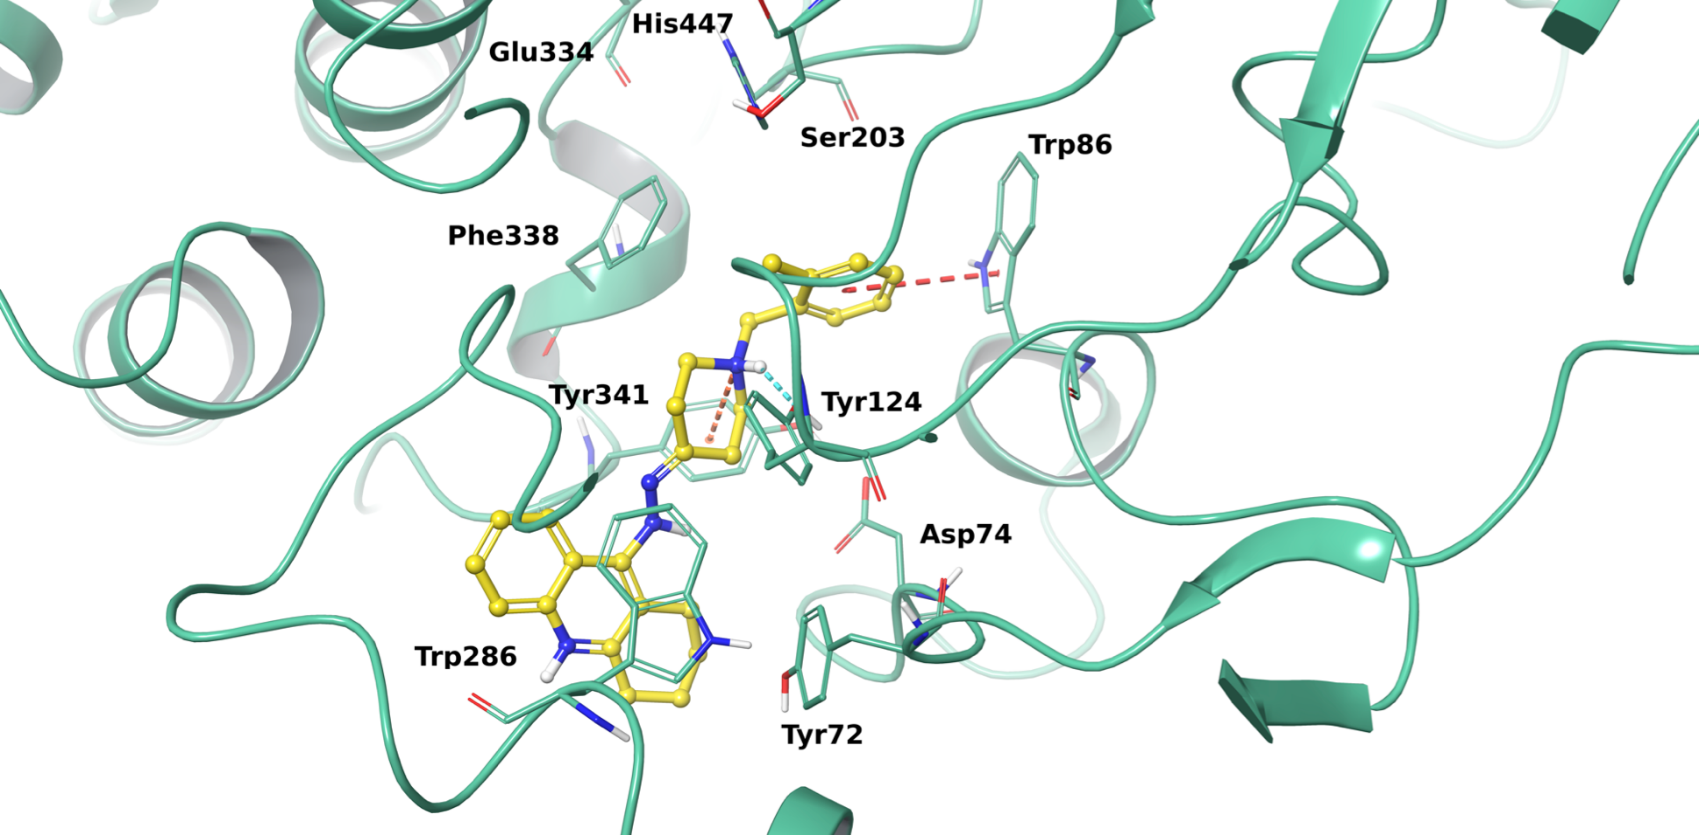 His447
Glu334
Ser203
Trp86
Phe338
Tyr341
Tyr124
Asp74
Trp286
Tyr72